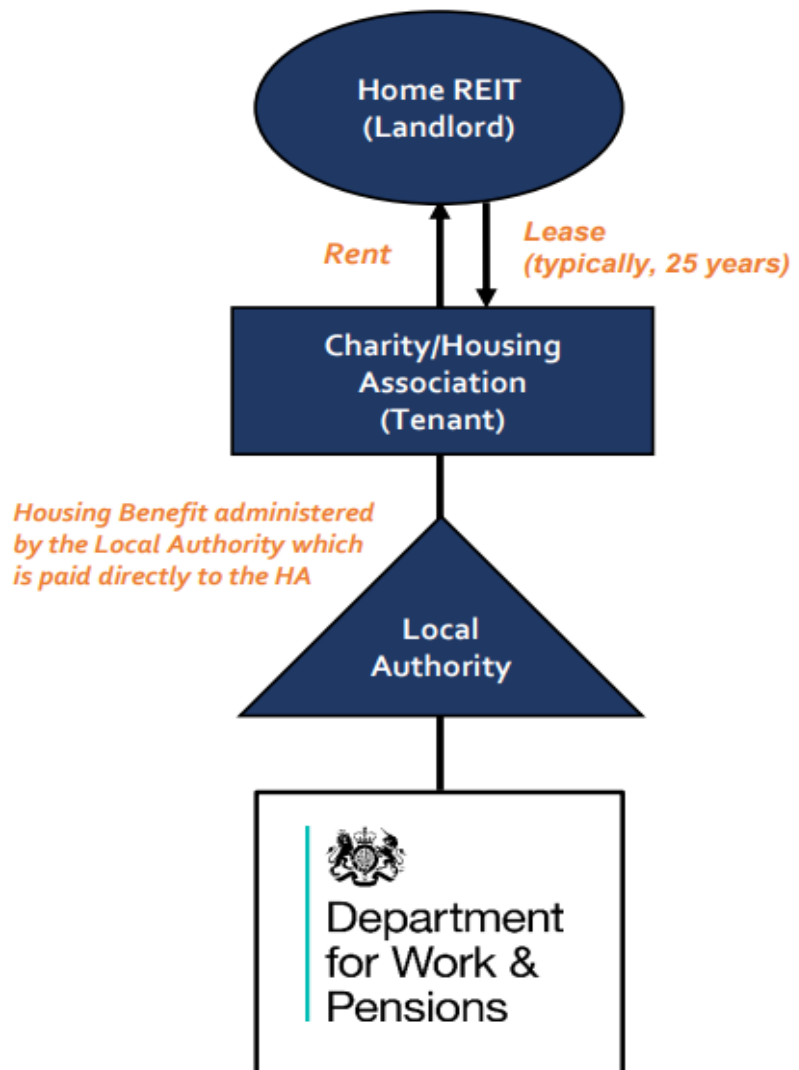 Home REIT
(Landlord)
Rent
Lease
(typically, 25 years)
Charity/Housing
Association
(Tenant)
Housing Benefit administered
by the Local Authority which
is paid directly to the HA
Local
Authority
Department
for Work &
Pensions